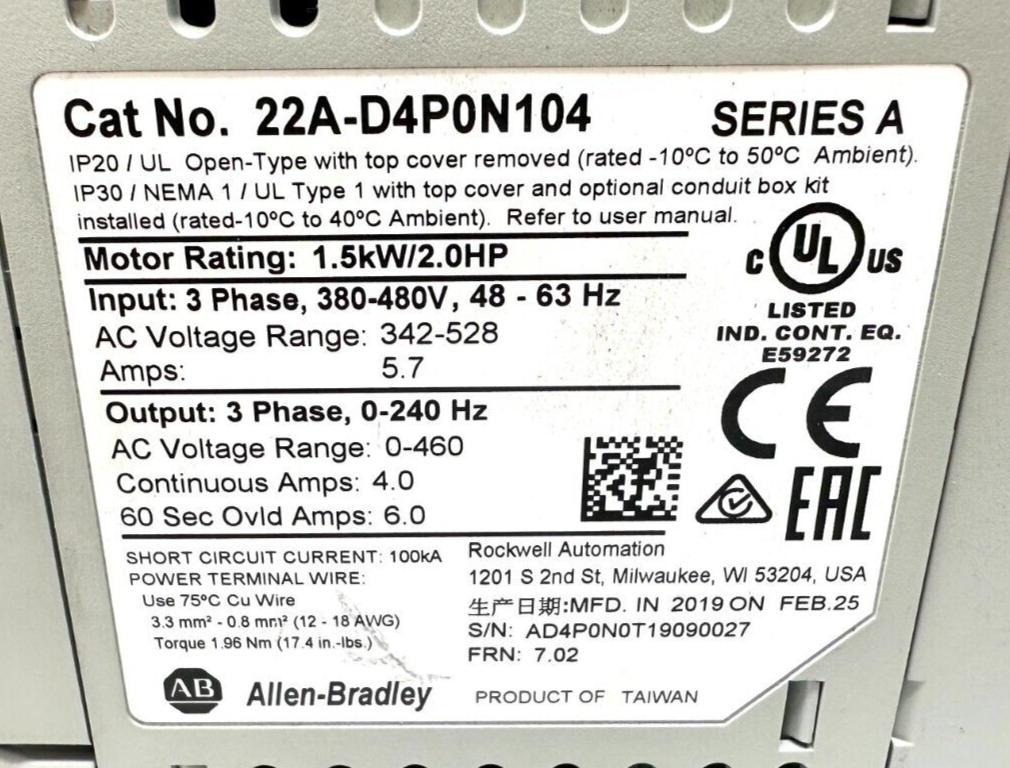 Cat No. 22A-D4P0N104 SERIES A
IP20 / UL Open-Type with top cover removed (rated -10ºC to 50ºC Ambient).
IP30 / NEMA 1 / UL Type 1 with top cover and optional conduit box kit
installed (rated-10ºC to 40ºC Ambient). Refer to user manual.
Motor Rating: 1.5kW/2.0HP
Input: 3 Phase, 380-480V, 48 - 63 Hz
AC Voltage Range: 342-528
Amps: 5.7
C UL US
LISTED
IND. CONT. EQ.
E59272
CE
Output: 3 Phase, 0-240 Hz
AC Voltage Range: 0-460
Continuous Amps: 4.0
60 Sec Ovld Amps: 6.0
EAC
SHORT CIRCUIT CURRENT: 100kA
POWER TERMINAL WIRE:
Use 75ºC Cu Wire
3.3 mm² - 0.8 mm² (12 - 18 AWG)
Torque 1.96 Nm (17.4 in.-lbs.)
Rockwell Automation
1201 S 2nd St, Milwaukee, WI 53204, USA
生产日期:MFD. IN 2019 ON FEB.25
S/N: AD4P0N0T19090027
FRN: 7.02
AB Allen-Bradley
PRODUCT OF TAIWAN